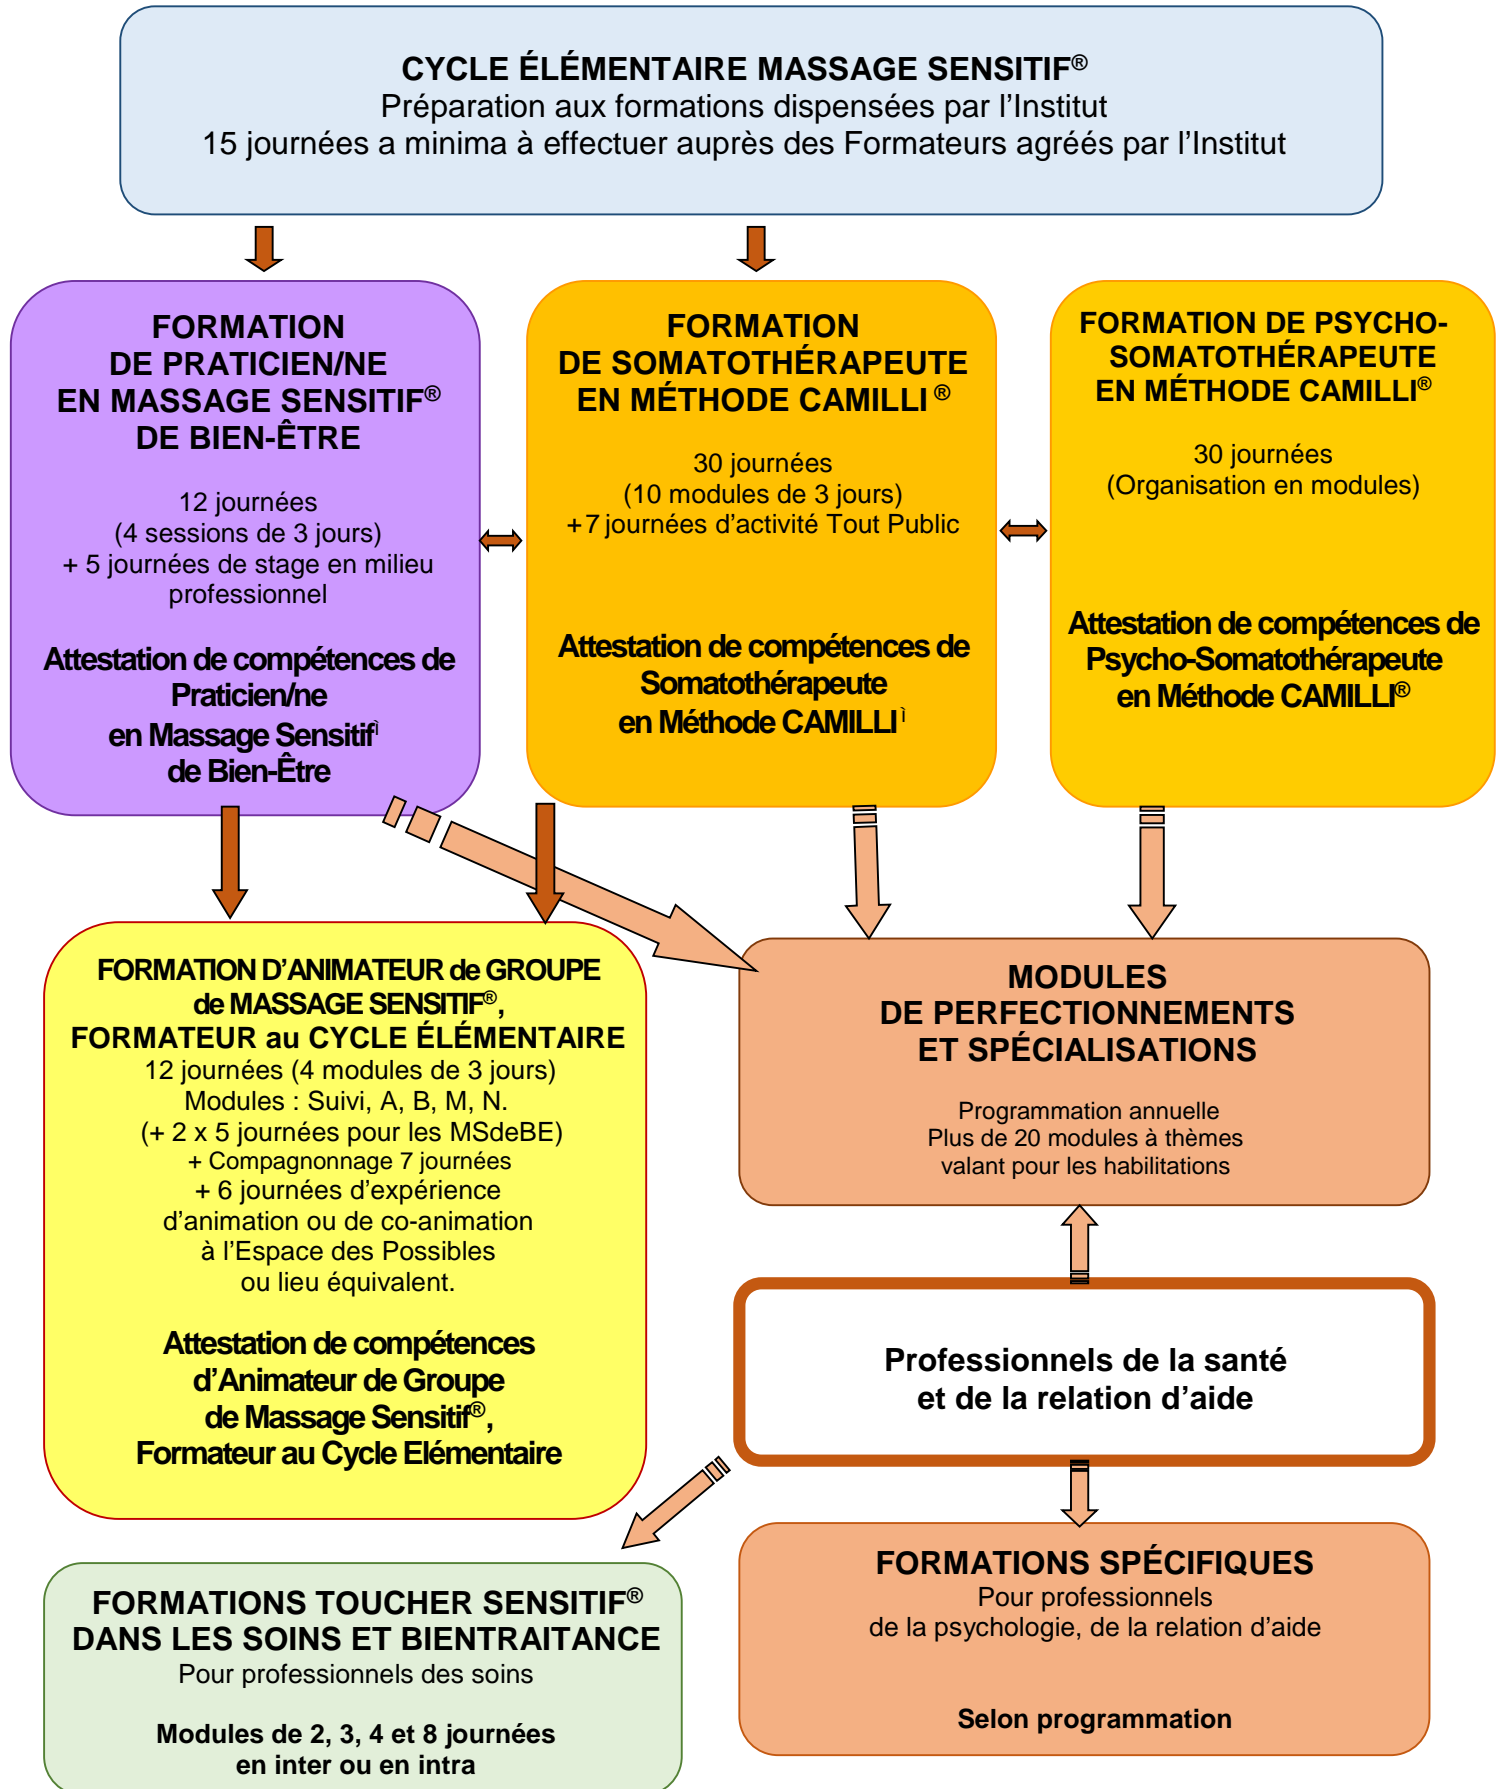 CYCLE ÉLÉMENTAIRE MASSAGE SENSITIF®
Préparation aux formations dispensées par l’Institut
15 journées a minima à effectuer auprès des Formateurs agréés par l’Institut
FORMATION
DE PRATICIEN/NE
EN MASSAGE SENSITIF®
DE BIEN-ÊTRE
12 journées
(4 sessions de 3 jours)
+ 5 journées de stage en milieu
professionnel
Attestation de compétences de
Praticien/ne
en Massage Sensitifì
de Bien-Être
FORMATION
DE SOMATOTHÉRAPEUTE
EN MÉTHODE CAMILLI ®
30 journées
(10 modules de 3 jours)
+7 journées d’activité Tout Public
Attestation de compétences de
Somatothérapeute
en Méthode CAMILLI ì
FORMATION DE PSYCHO-
SOMATOTHÉRAPEUTE
EN MÉTHODE CAMILLI®
30 journées
(Organisation en modules)
Attestation de compétences de
Psycho-Somatothérapeute
en Méthode CAMILLI®
FORMATION D’ANIMATEUR de GROUPE
de MASSAGE SENSITIF®,
FORMATEUR au CYCLE ÉLÉMENTAIRE
12 journées (4 modules de 3 jours)
Modules : Suivi, A, B, M, N.
(+ 2 x 5 journées pour les MSdeBE)
+ Compagnonnage 7 journées
+ 6 journées d’expérience
d’animation ou de co-animation
à l’Espace des Possibles
ou lieu équivalent.
Attestation de compétences
d’Animateur de Groupe
de Massage Sensitif®,
Formateur au Cycle Elémentaire
MODULES
DE PERFECTIONNEMENTS
ET SPÉCIALISATIONS
Programmation annuelle
Plus de 20 modules à thèmes
valant pour les habilitations
Professionnels de la santé
et de la relation d’aide
FORMATIONS TOUCHER SENSITIF®
DANS LES SOINS ET BIENTRAITANCE
Pour professionnels des soins
Modules de 2, 3, 4 et 8 journées
en inter ou en intra
FORMATIONS SPÉCIFIQUES
Pour professionnels
de la psychologie, de la relation d’aide
Selon programmation